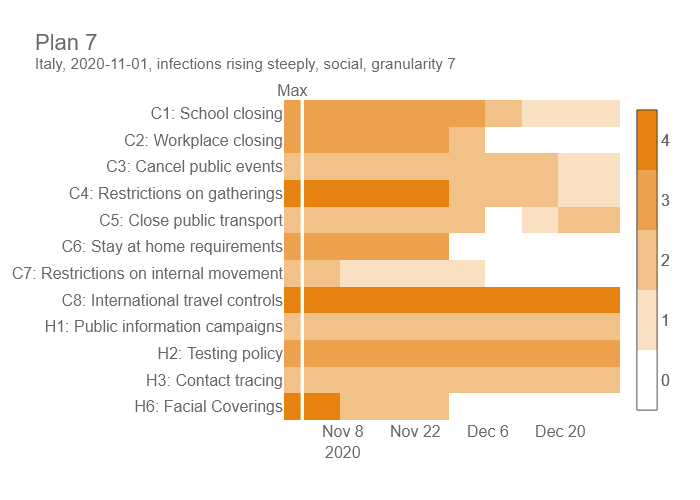 Plan 7
Italy, 2020-11-01, infections rising steeply, social, granularity 7
Max
C1: School closing
C2: Workplace closing
C3: Cancel public events
C4: Restrictions on gatherings
C5: Close public transport
C6: Stay at home requirements
C7: Restrictions on internal movement
C8: International travel controls
H1: Public information campaigns
H2: Testing policy
H3: Contact tracing
H6: Facial Coverings
Nov 8 Nov 22 Dec 6 Dec 20
2020
4
3
2
1
0